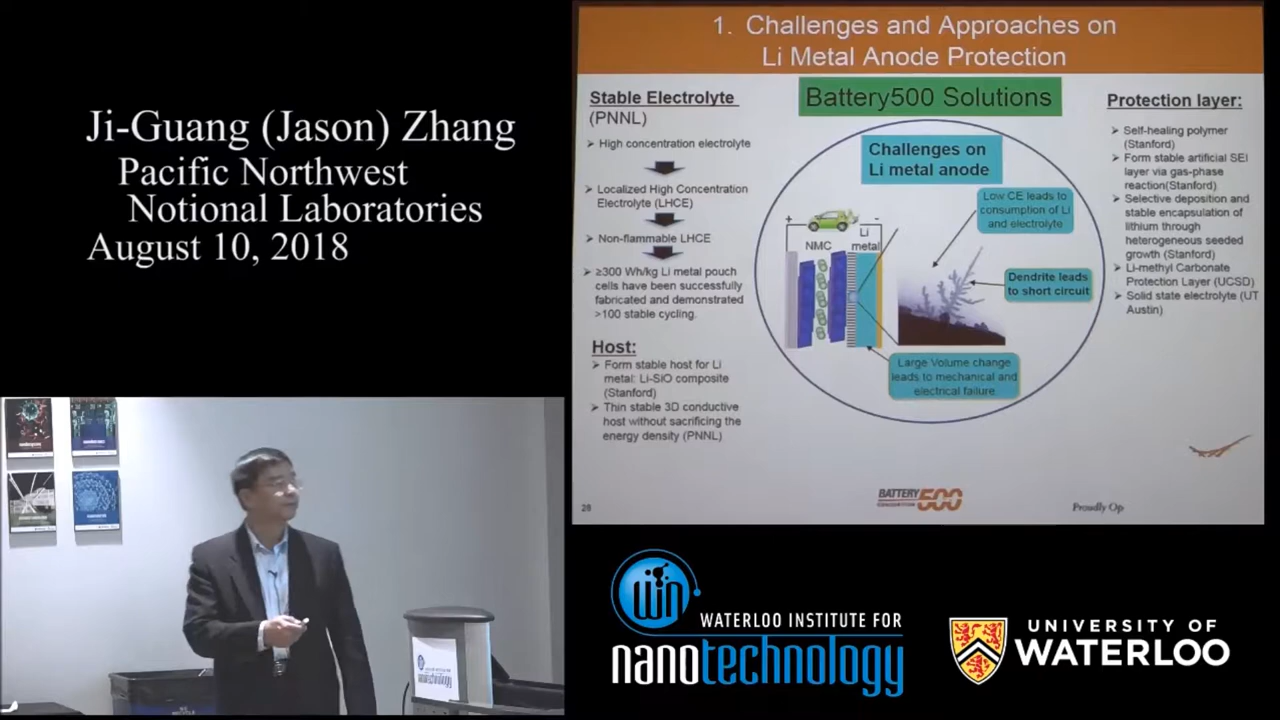 Ji-Guang (Jason) Zhang
Pacific Northwest
Notional Laboratories
August 10, 2018
1. Challenges and Approaches on
Li Metal Anode Protection
Stable Electrolyte
(PNNL)
➢ High concentration electrolyte
➢ Localized High Concentration
Electrolyte (LHCE)
➢ Non-flammable LHCE
➢ ≥300 Wh/kg Li metal pouch
cells have been successfully
fabricated and demonstrated
>100 stable cycling.
Host:
➢ Form stable host for Li
metal: Li-SiO composite
(Stanford)
➢ Thin stable 3D conductive
host without sacrificing the
energy density (PNNL)
Battery500 Solutions
Challenges on
Li metal anode
Low CE leads to
consumption of Li
and electrolyte
+
-
NMC
Li
metal
Dendrite leads
to short circuit
Large Volume change
leads to mechanical and
electrical failure.
Protection layer:
➢ Self-healing polymer
(Stanford)
➢ Form stable artificial SEI
layer via gas-phase
reaction(Stanford)
➢ Selective deposition and
stable encapsulation of
lithium through
heterogeneous seeded
growth (Stanford)
➢ Li-methyl Carbonate
Protection Layer (UCSD)
➢ Solid state electrolyte (UT
Austin)
28
BATTERY
CONSORTIUM
500
Proudly Op
win
WATERLOO INSTITUTE FOR
nanotechnology
UNIVERSITY OF
WATERLOO